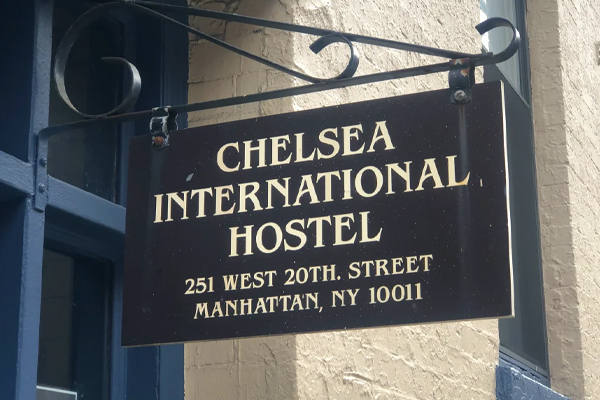 CHELSEA
INTERNATIONAL
HOSTEL
251 WEST 20TH. STREET
MANHATTAN, NY 10011